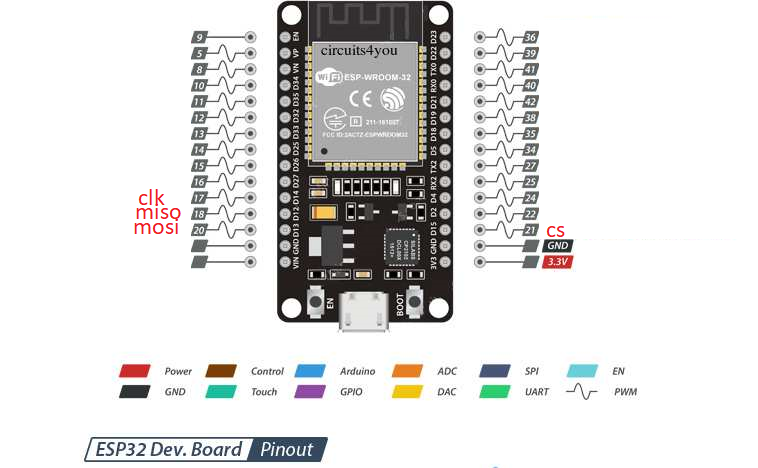 circuits4you
WiFi ESP-WROOM-32
CE
R 211-161007
FCC ID:2AC7Z-ESPWROOM32
9 EN D23 36
5 VP D22 39
8 VN TX0 41
10 D34 RX0 40
11 D35 D21 42
12 D32 D19 38
13 D33 D18 35
14 D25 D5 34
15 D26 TX2 27
16 D27 RX2 25
clk 17 D14 D4 24
miso 18 D12 D2 22
mosi 20 D13 D15 21 cs
GND GND GND
VIN 3V3 3.3V
SILABS
CP2102
EN BOOT
Power Control Arduino ADC SPI EN
GND Touch GPIO DAC UART PWM
ESP32 Dev. Board Pinout